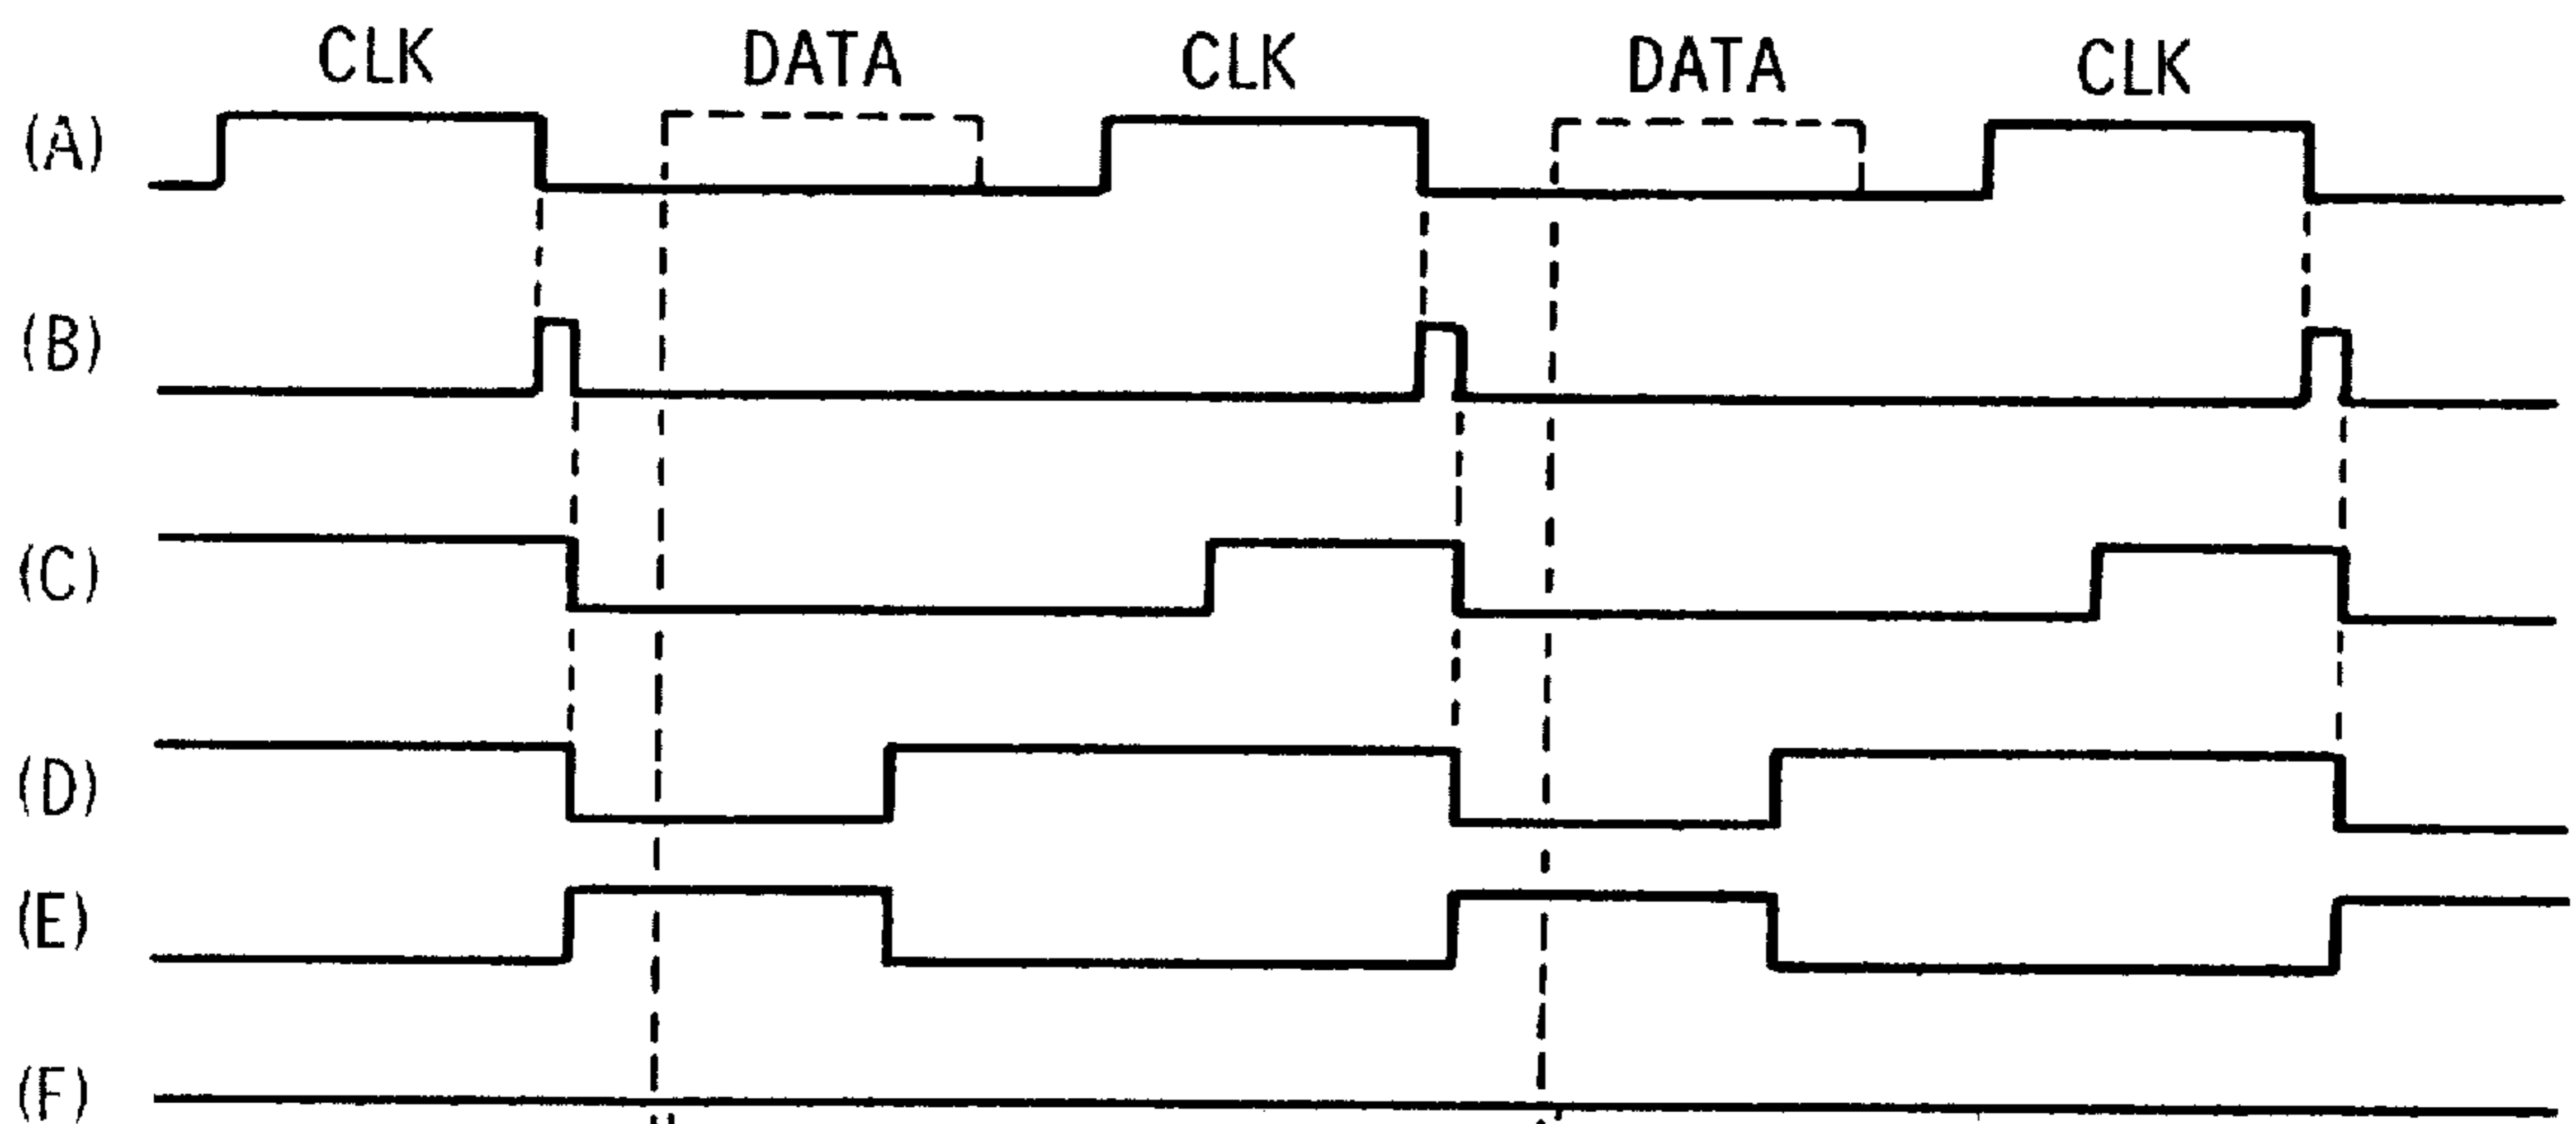 CLK DATA CLK DATA CLK
(A)
(B)
(C)
(D)
(E)
(F)